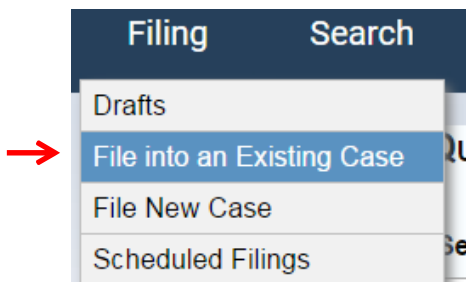 Filing Search
Drafts
File into an Existing Case
File New Case
Scheduled Filings